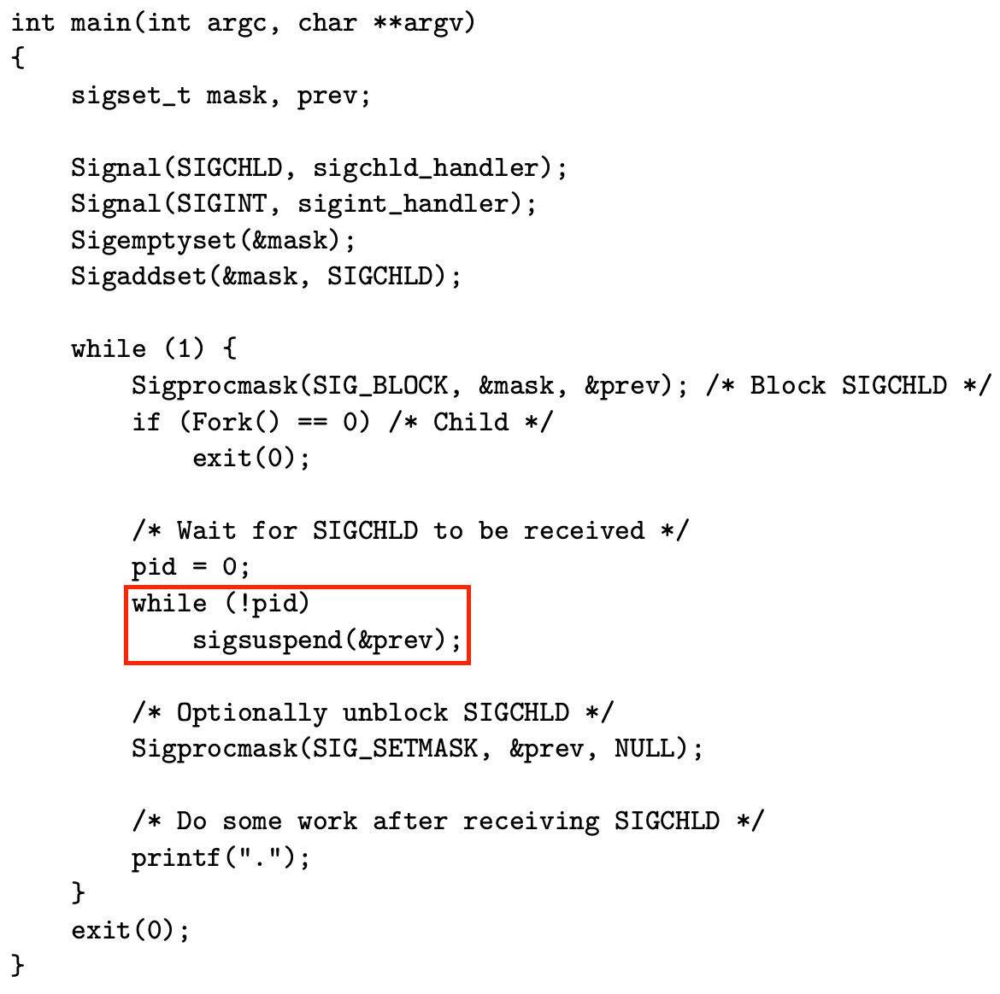 int main(int argc, char **argv)
{
    sigset_t mask, prev;

    Signal(SIGCHLD, sigchld_handler);
    Signal(SIGINT, sigint_handler);
    Sigemptyset(&mask);
    Sigaddset(&mask, SIGCHLD);

    while (1) {
        Sigprocmask(SIG_BLOCK, &mask, &prev); /* Block SIGCHLD */
        if (Fork() == 0) /* Child */
            exit(0);

        /* Wait for SIGCHLD to be received */
        pid = 0;
        while (!pid)
            sigsuspend(&prev);

        /* Optionally unblock SIGCHLD */
        Sigprocmask(SIG_SETMASK, &prev, NULL);

        /* Do some work after receiving SIGCHLD */
        printf(".");
    }
    exit(0);
}